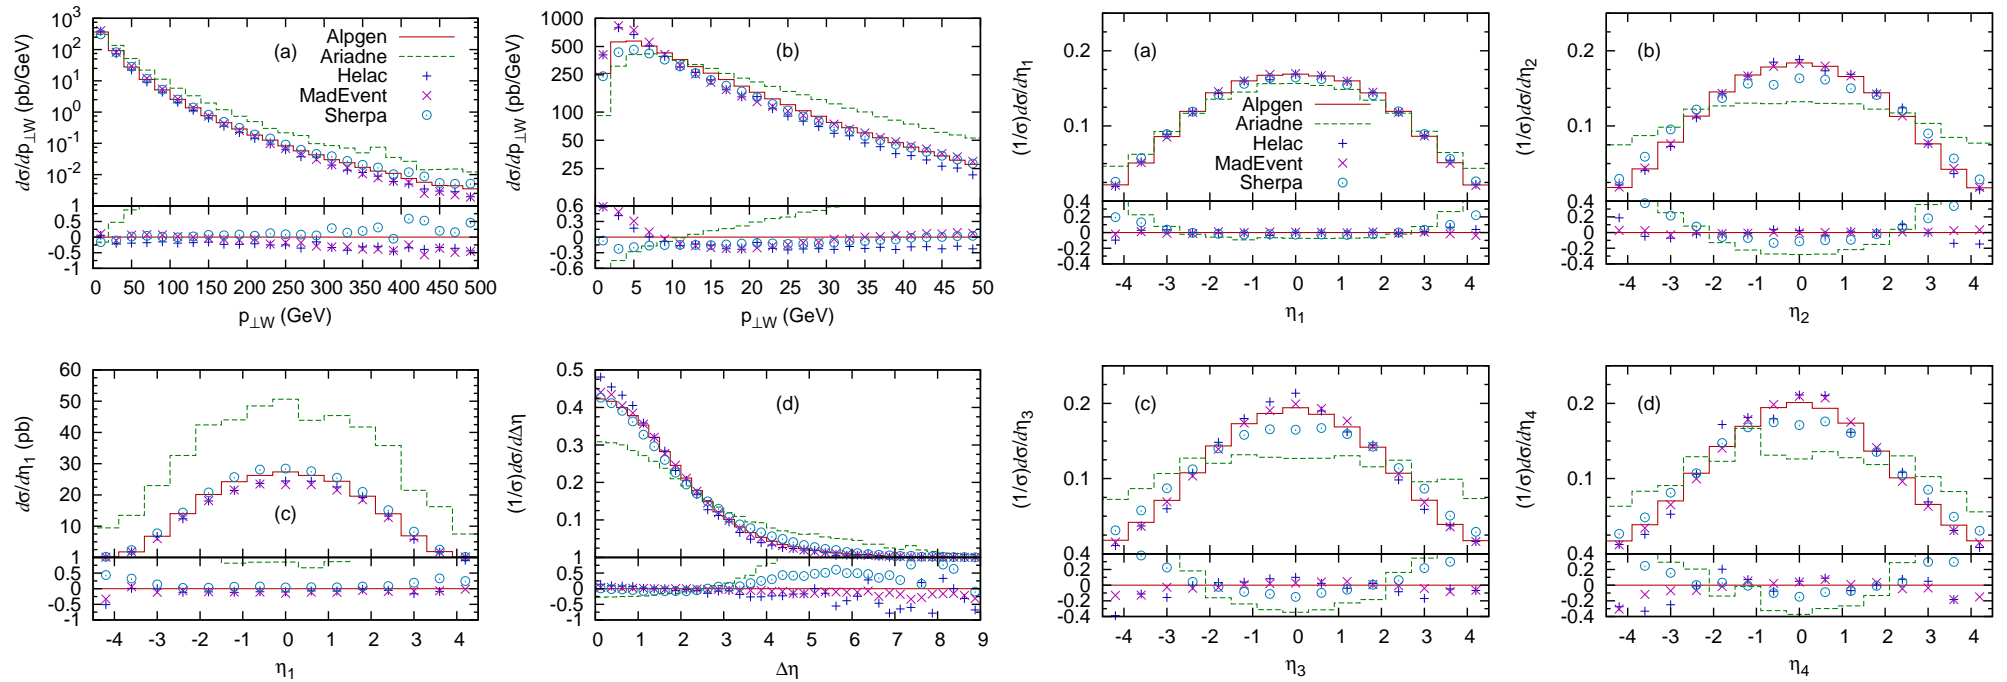 dσ/dp⊥W (pb/GeV)
10^3
10^2
10^1
10^0
10^-1
10^-2
1
0.5
0
-0.5
-1
(a)
Alpgen
Ariadne
Helac
MadEvent
Sherpa
0 50 100 150 200 250 300 350 400 450 500
p⊥W (GeV)
dσ/dp⊥W (pb/GeV)
1000
500
250
100
50
25
0.6
0.3
0
-0.3
-0.6
(b)
0 5 10 15 20 25 30 35 40 45 50
p⊥W (GeV)
(1/σ)dσ/dη1
0.2
0.1
0.4
0.2
0
-0.2
-0.4
(a)
Alpgen
Ariadne
Helac
MadEvent
Sherpa
-4 -3 -2 -1 0 1 2 3 4
η1
(1/σ)dσ/dη2
0.2
0.1
0.4
0.2
0
-0.2
-0.4
(b)
-4 -3 -2 -1 0 1 2 3 4
η2
dσ/dη1 (pb)
60
50
40
30
20
10
1
0.5
0
-0.5
-1
(c)
-4 -3 -2 -1 0 1 2 3 4
η1
(1/σ)dσ/dΔη
0.5
0.4
0.3
0.2
0.1
1
0.5
0
-0.5
-1
(d)
0 1 2 3 4 5 6 7 8 9
Δη
(1/σ)dσ/dη3
0.2
0.1
0.4
0.2
0
-0.2
-0.4
(c)
-4 -3 -2 -1 0 1 2 3 4
η3
(1/σ)dσ/dη4
0.2
0.1
0.4
0.2
0
-0.2
-0.4
(d)
-4 -3 -2 -1 0 1 2 3 4
η4